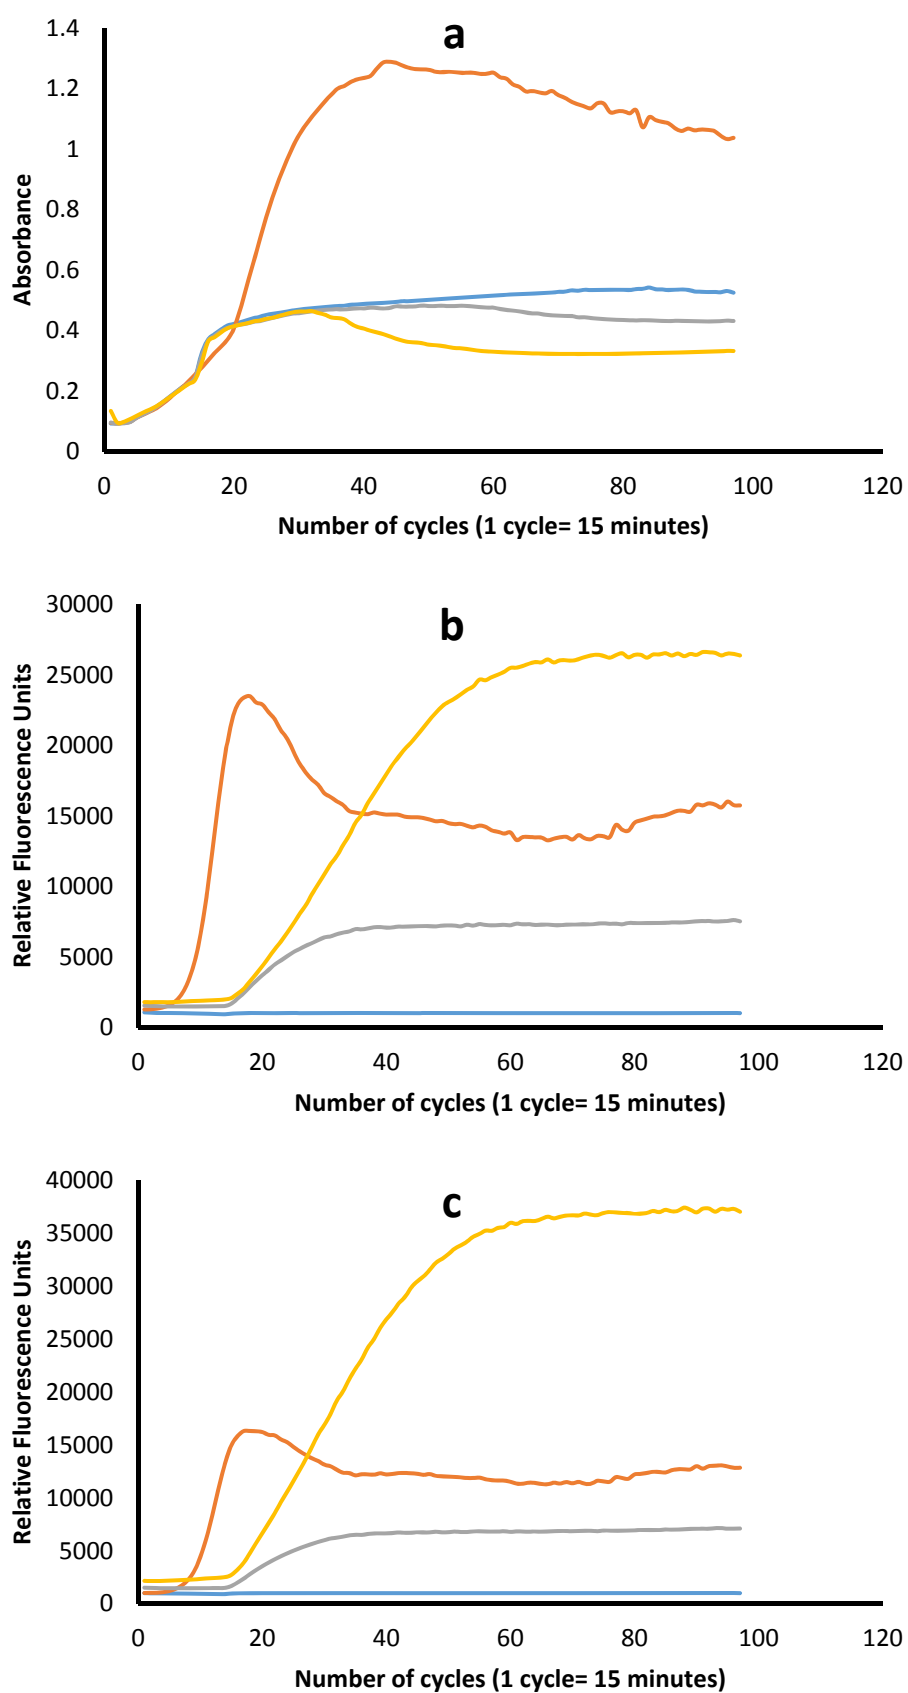 a
1.4
1.2
1
0.8
0.6
0.4
0.2
0
Absorbance
0 20 40 60 80 100 120
Number of cycles (1 cycle= 15 minutes)
b
30000
25000
20000
15000
10000
5000
0
Relative Fluorescence Units
0 20 40 60 80 100 120
Number of cycles (1 cycle= 15 minutes)
c
40000
35000
30000
25000
20000
15000
10000
5000
0
Relative Fluorescence Units
0 20 40 60 80 100 120
Number of cycles (1 cycle= 15 minutes)